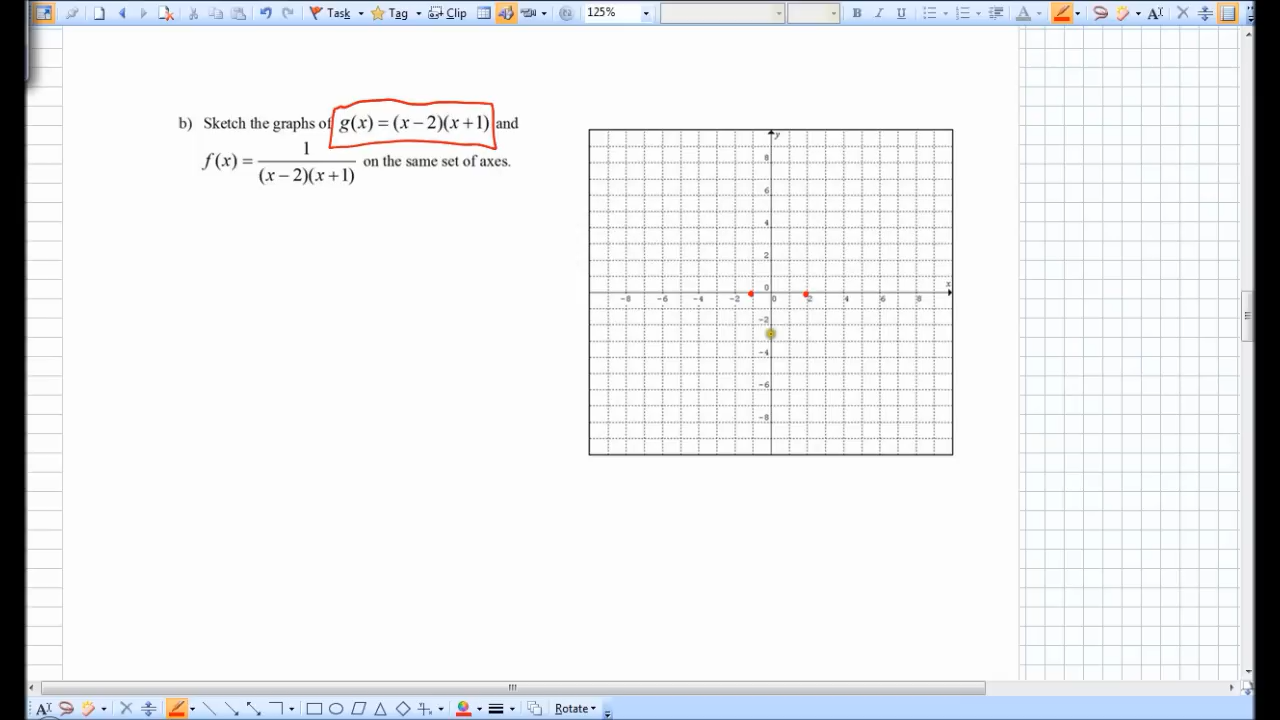 Task Tag Clip 125% B I U A
b) Sketch the graphs of g(x) = (x − 2)(x + 1) and
f(x) = 1 / (x − 2)(x + 1) on the same set of axes.
y
8
6
4
2
0
x
−8 −6 −4 −2 0 2 4 6 8
−2
−4
−6
−8
Rotate